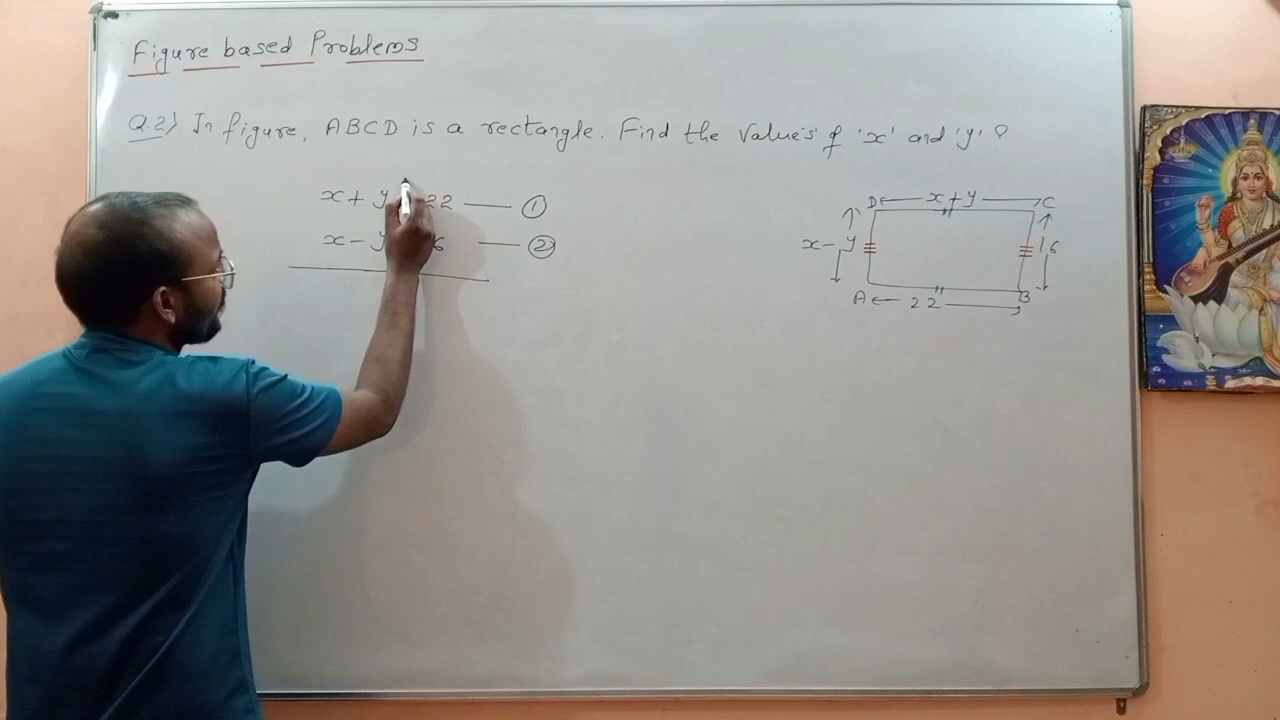 Figure based Problems
Q.2) In figure, ABCD is a rectangle. Find the Value's of 'x' and 'y' ?
x + y 22 — ①
x - y 6 — ②
D ← x + y → C
x - y
16
A ← 22 → B